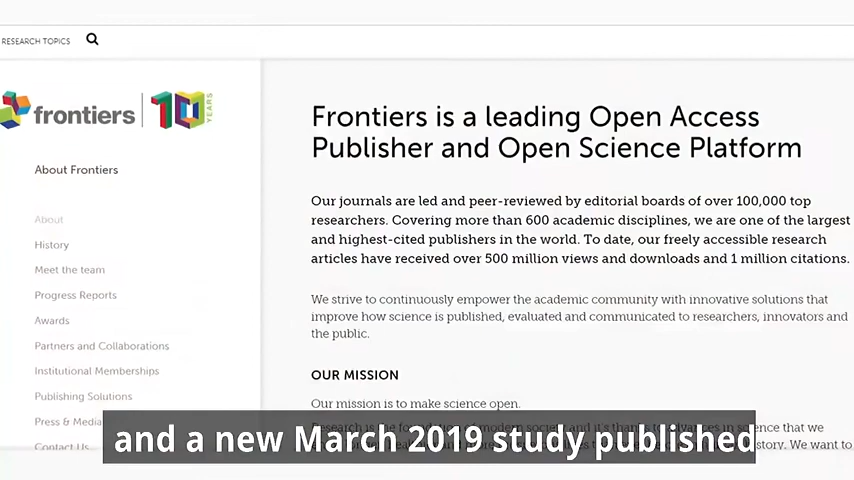 RESEARCH TOPICS
frontiers 10 YEARS
Frontiers is a leading Open Access
Publisher and Open Science Platform
About Frontiers
Our journals are led and peer-reviewed by editorial boards of over 100,000 top
About
researchers. Covering more than 600 academic disciplines, we are one of the largest
History
and highest-cited publishers in the world. To date, our freely accessible research
articles have received over 500 million views and downloads and 1 million citations.
Meet the team
Progress Reports
We strive to continuously empower the academic community with innovative solutions that
improve how science is published, evaluated and communicated to researchers, innovators and
the public.
Awards
Partners and Collaborations
Institutional Memberships
OUR MISSION
Publishing Solutions
Our mission is to make science open.
Press & Media
Contact Us
and a new March 2019 study published